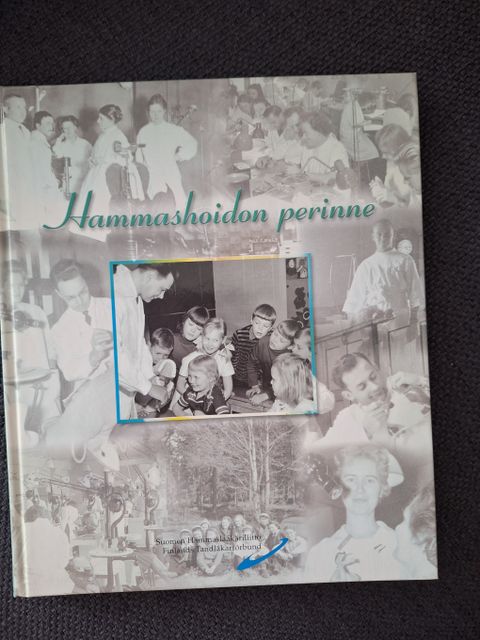 Hammashoidon perinne
Suomen Hammaslääkäriliitto
Finlands Tandläkarförbund